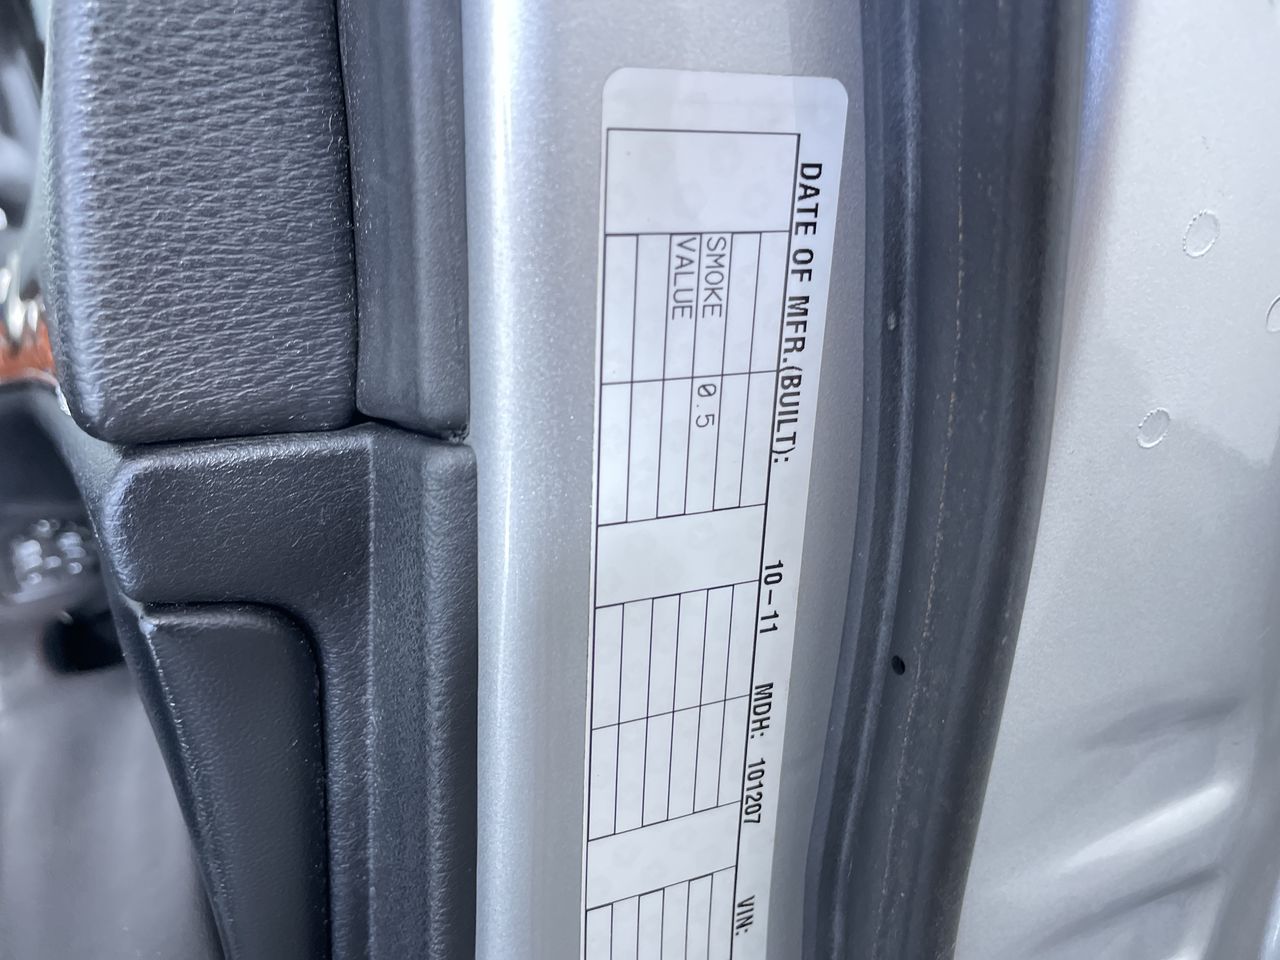 DATE OF MFR.(BUILT): 10-11 MDH: 101207 VIN:
SMOKE 0.5
VALUE